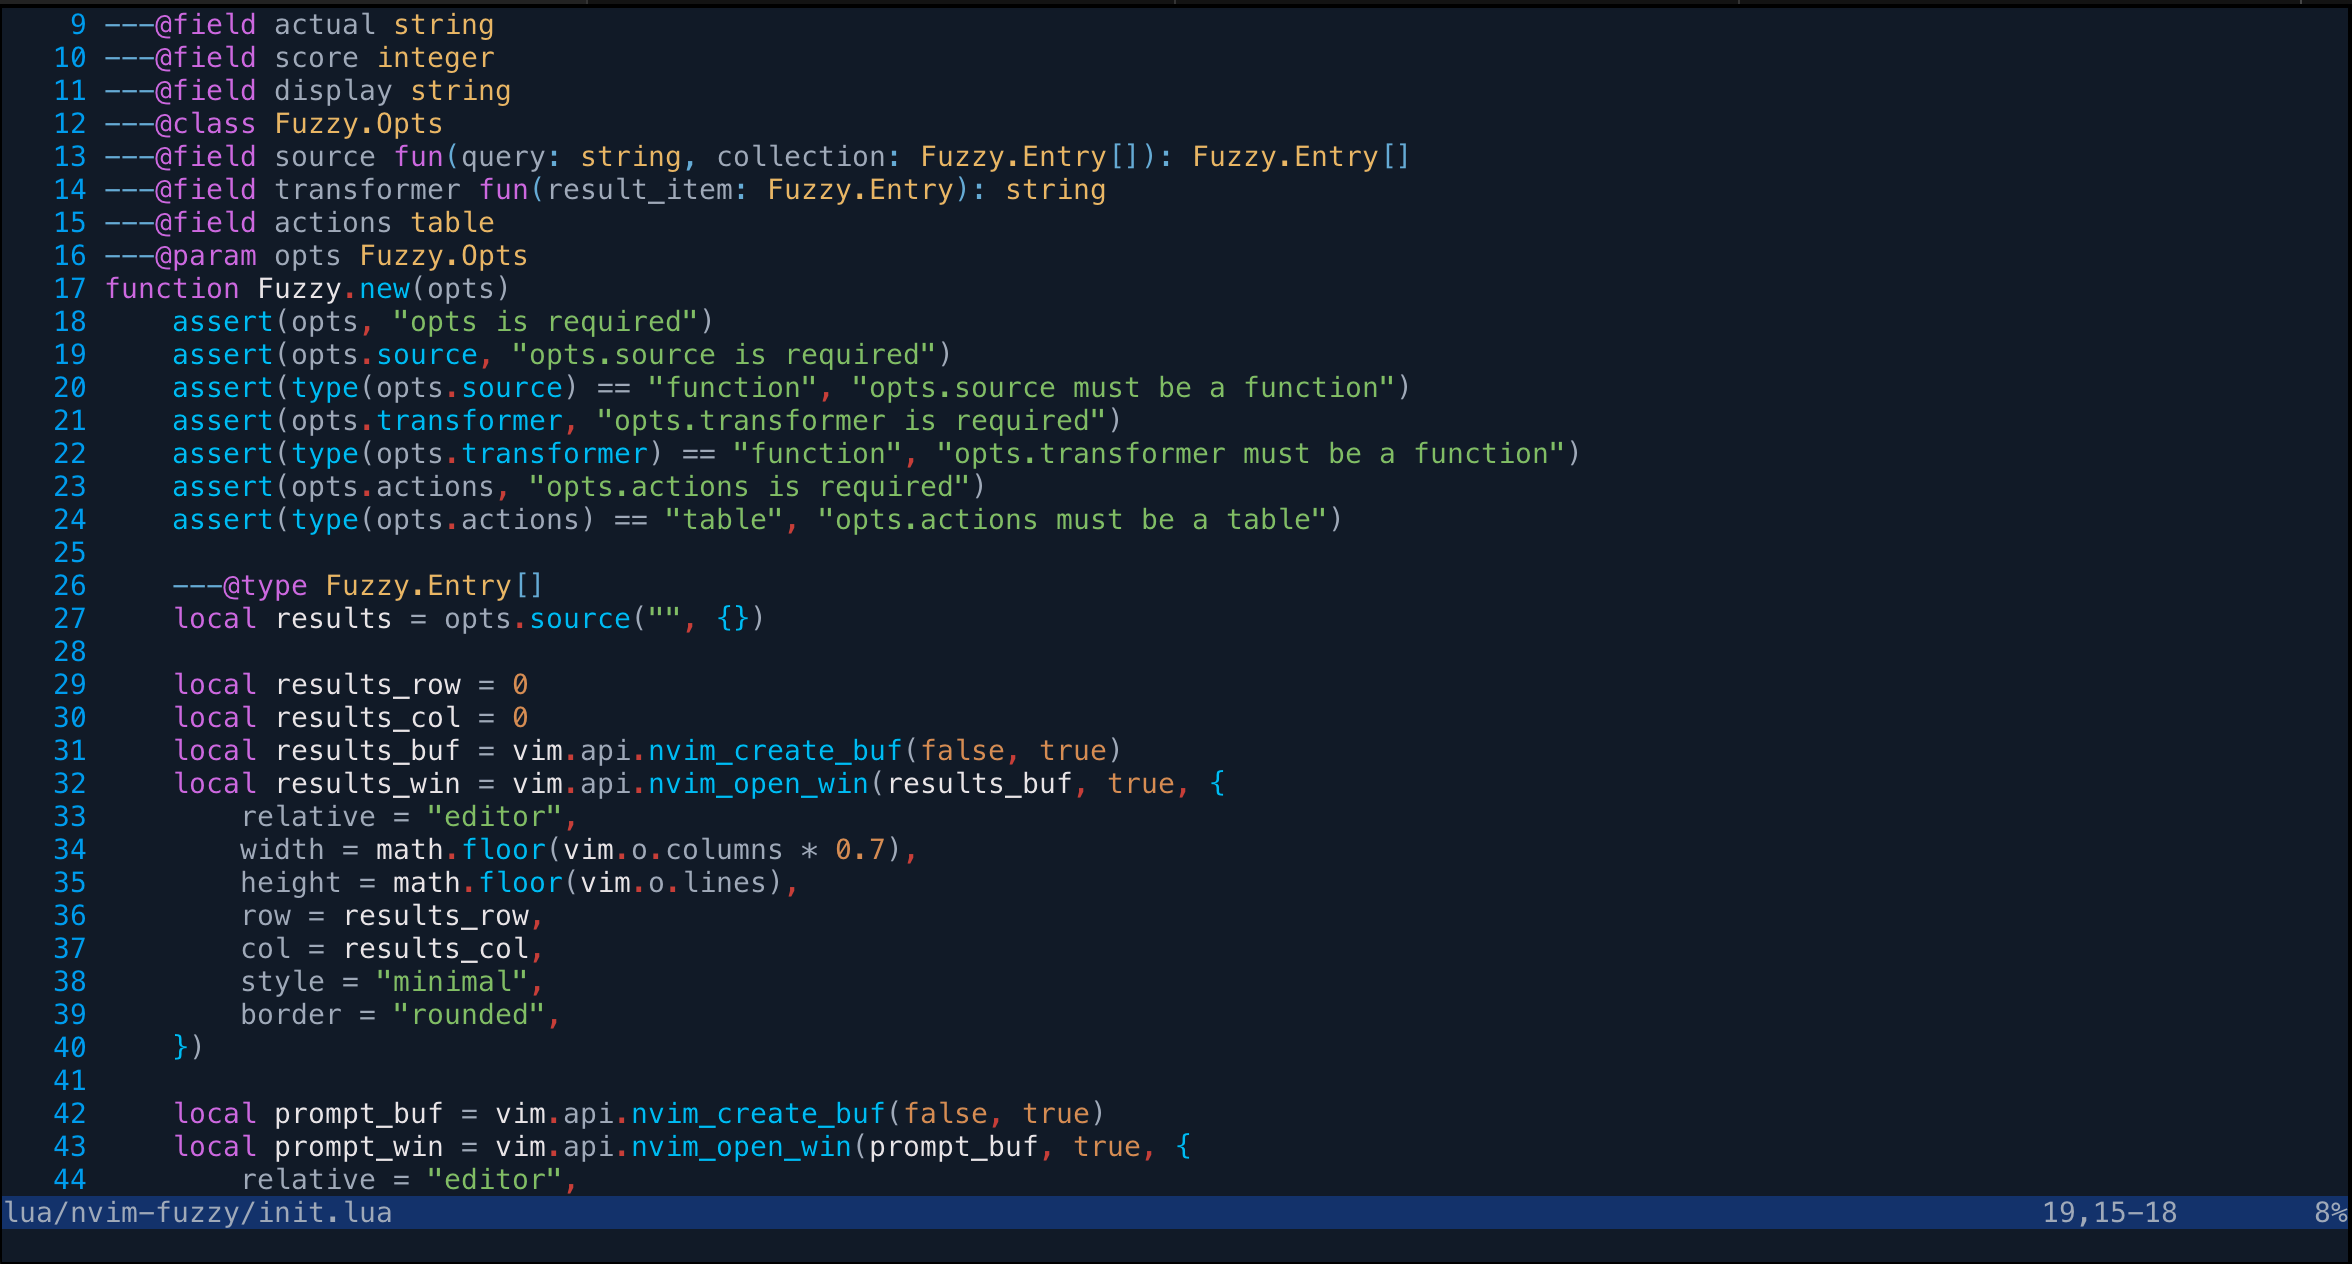 9 ---@field actual string
10 ---@field score integer
11 ---@field display string
12 ---@class Fuzzy.Opts
13 ---@field source fun(query: string, collection: Fuzzy.Entry[]): Fuzzy.Entry[]
14 ---@field transformer fun(result_item: Fuzzy.Entry): string
15 ---@field actions table
16 ---@param opts Fuzzy.Opts
17 function Fuzzy.new(opts)
18     assert(opts, "opts is required")
19     assert(opts.source, "opts.source is required")
20     assert(type(opts.source) == "function", "opts.source must be a function")
21     assert(opts.transformer, "opts.transformer is required")
22     assert(type(opts.transformer) == "function", "opts.transformer must be a function")
23     assert(opts.actions, "opts.actions is required")
24     assert(type(opts.actions) == "table", "opts.actions must be a table")
25
26     ---@type Fuzzy.Entry[]
27     local results = opts.source("", {})
28
29     local results_row = 0
30     local results_col = 0
31     local results_buf = vim.api.nvim_create_buf(false, true)
32     local results_win = vim.api.nvim_open_win(results_buf, true, {
33         relative = "editor",
34         width = math.floor(vim.o.columns * 0.7),
35         height = math.floor(vim.o.lines),
36         row = results_row,
37         col = results_col,
38         style = "minimal",
39         border = "rounded",
40     })
41
42     local prompt_buf = vim.api.nvim_create_buf(false, true)
43     local prompt_win = vim.api.nvim_open_win(prompt_buf, true, {
44         relative = "editor",
lua/nvim-fuzzy/init.lua 19,15-18 8%